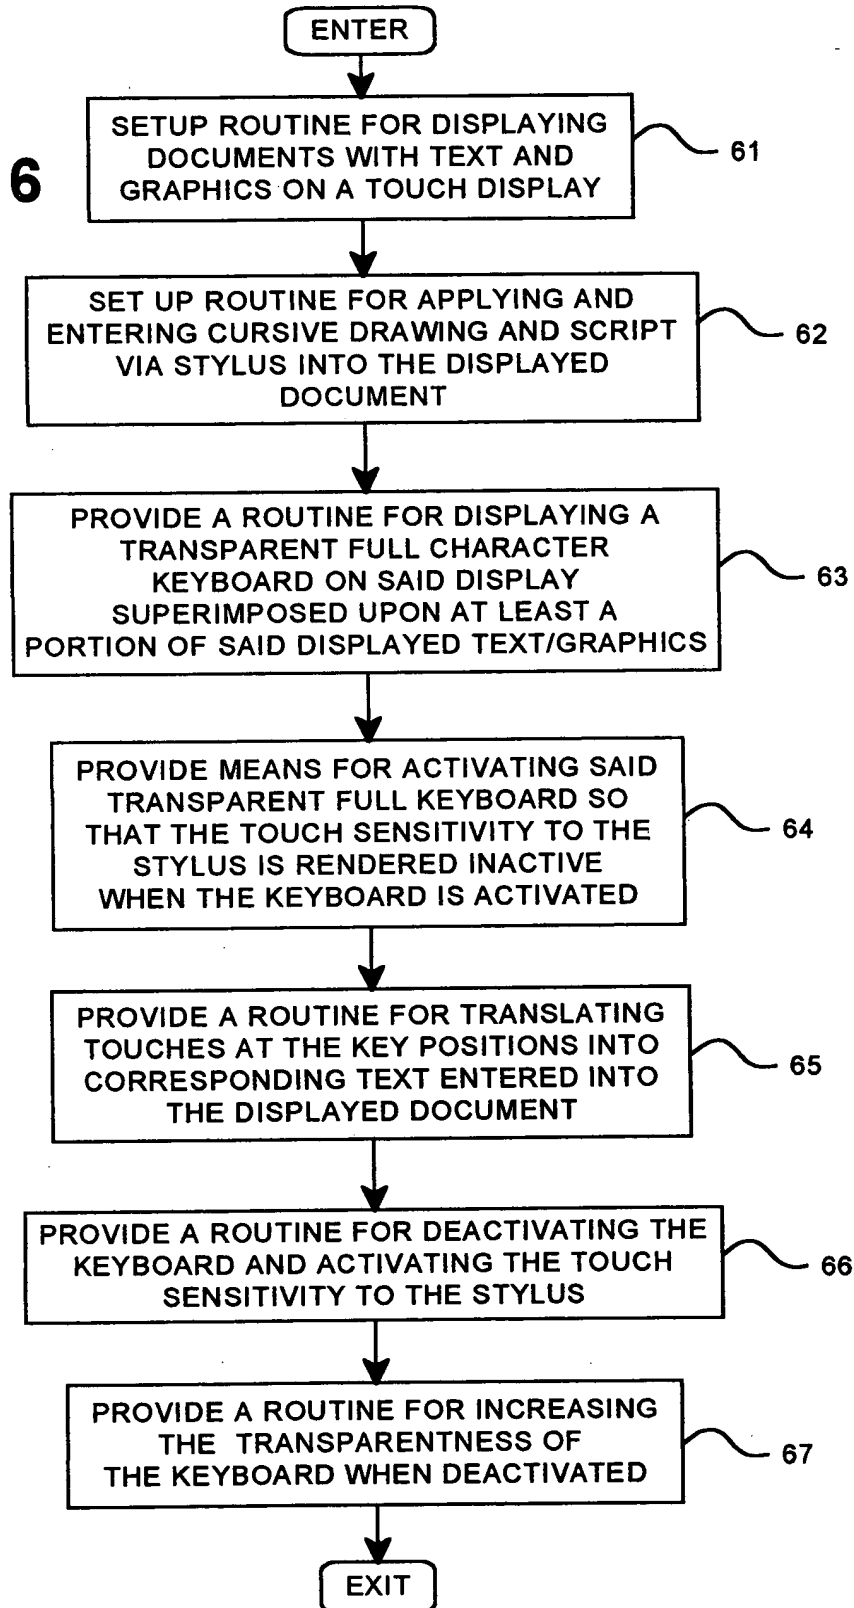 ENTER
SETUP ROUTINE FOR DISPLAYING
DOCUMENTS WITH TEXT AND
GRAPHICS ON A TOUCH DISPLAY
61
6
SET UP ROUTINE FOR APPLYING AND
ENTERING CURSIVE DRAWING AND SCRIPT
VIA STYLUS INTO THE DISPLAYED
DOCUMENT
62
PROVIDE A ROUTINE FOR DISPLAYING A
TRANSPARENT FULL CHARACTER
KEYBOARD ON SAID DISPLAY
SUPERIMPOSED UPON AT LEAST A
PORTION OF SAID DISPLAYED TEXT/GRAPHICS
63
PROVIDE MEANS FOR ACTIVATING SAID
TRANSPARENT FULL KEYBOARD SO
THAT THE TOUCH SENSITIVITY TO THE
STYLUS IS RENDERED INACTIVE
WHEN THE KEYBOARD IS ACTIVATED
64
PROVIDE A ROUTINE FOR TRANSLATING
TOUCHES AT THE KEY POSITIONS INTO
CORRESPONDING TEXT ENTERED INTO
THE DISPLAYED DOCUMENT
65
PROVIDE A ROUTINE FOR DEACTIVATING THE
KEYBOARD AND ACTIVATING THE TOUCH
SENSITIVITY TO THE STYLUS
66
PROVIDE A ROUTINE FOR INCREASING
THE TRANSPARENTNESS OF
THE KEYBOARD WHEN DEACTIVATED
67
EXIT